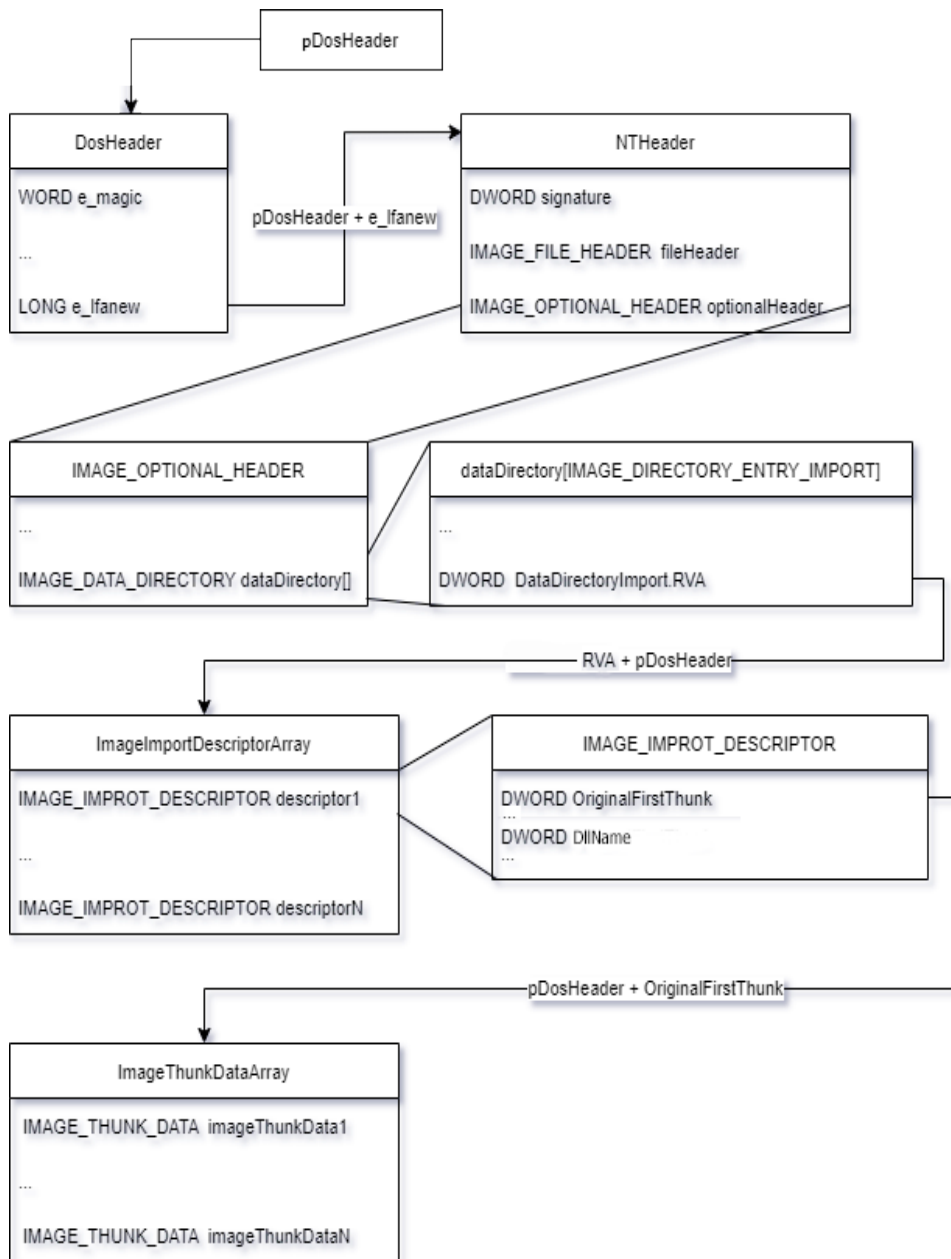 pDosHeader
DosHeader
WORD e_magic
...
LONG e_lfanew
pDosHeader + e_lfanew
NTHeader
DWORD signature
IMAGE_FILE_HEADER fileHeader
IMAGE_OPTIONAL_HEADER optionalHeader
IMAGE_OPTIONAL_HEADER
...
IMAGE_DATA_DIRECTORY dataDirectory[]
dataDirectory[IMAGE_DIRECTORY_ENTRY_IMPORT]
...
DWORD DataDirectoryImport.RVA
RVA + pDosHeader
ImageImportDescriptorArray
IMAGE_IMPROT_DESCRIPTOR descriptor1
...
IMAGE_IMPROT_DESCRIPTOR descriptorN
IMAGE_IMPROT_DESCRIPTOR
DWORD OriginalFirstThunk
...
DWORD DllName
...
pDosHeader + OriginalFirstThunk
ImageThunkDataArray
IMAGE_THUNK_DATA imageThunkData1
...
IMAGE_THUNK_DATA imageThunkDataN